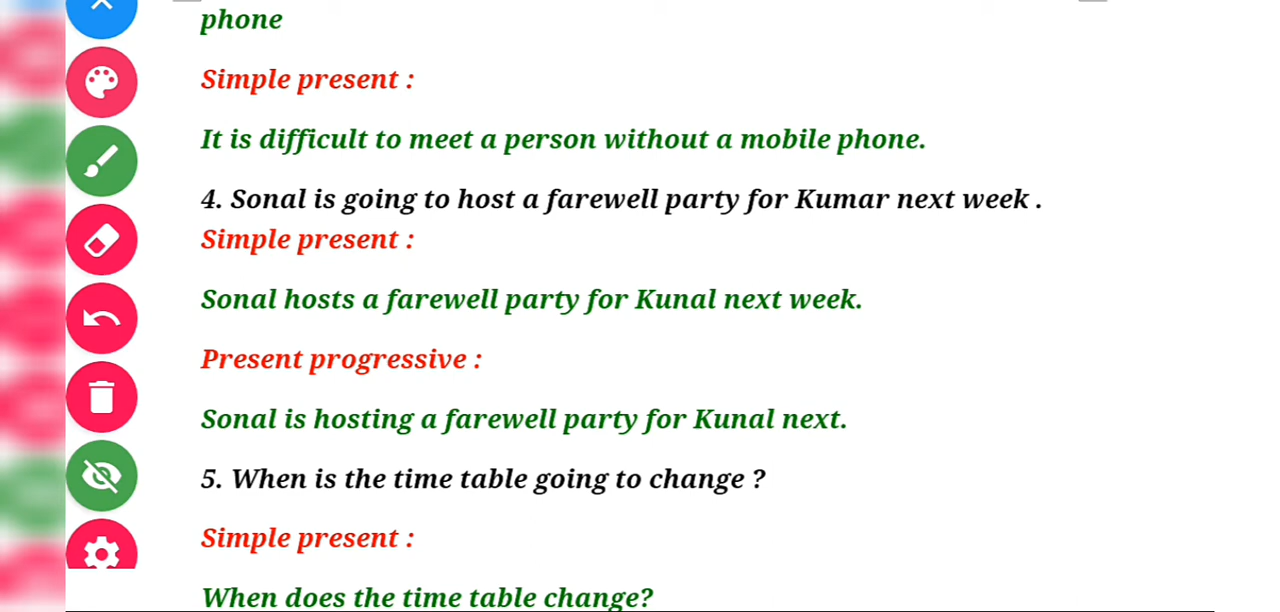 phone
Simple present :
It is difficult to meet a person without a mobile phone.
4. Sonal is going to host a farewell party for Kumar next week .
Simple present :
Sonal hosts a farewell party for Kunal next week.
Present progressive :
Sonal is hosting a farewell party for Kunal next.
5. When is the time table going to change ?
Simple present :
When does the time table change?